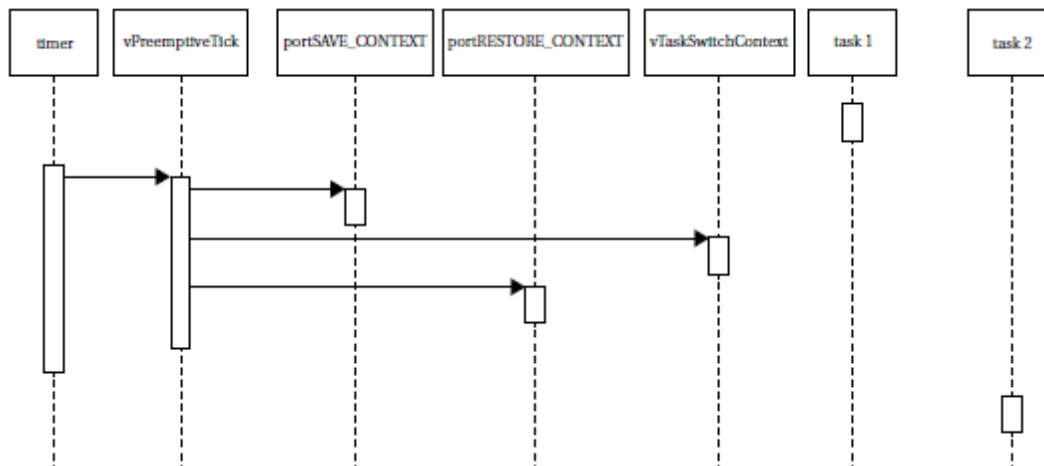 timer
vPreemptiveTick
portSAVE_CONTEXT
portRESTORE_CONTEXT
vTaskSwitchContext
task 1
task 2